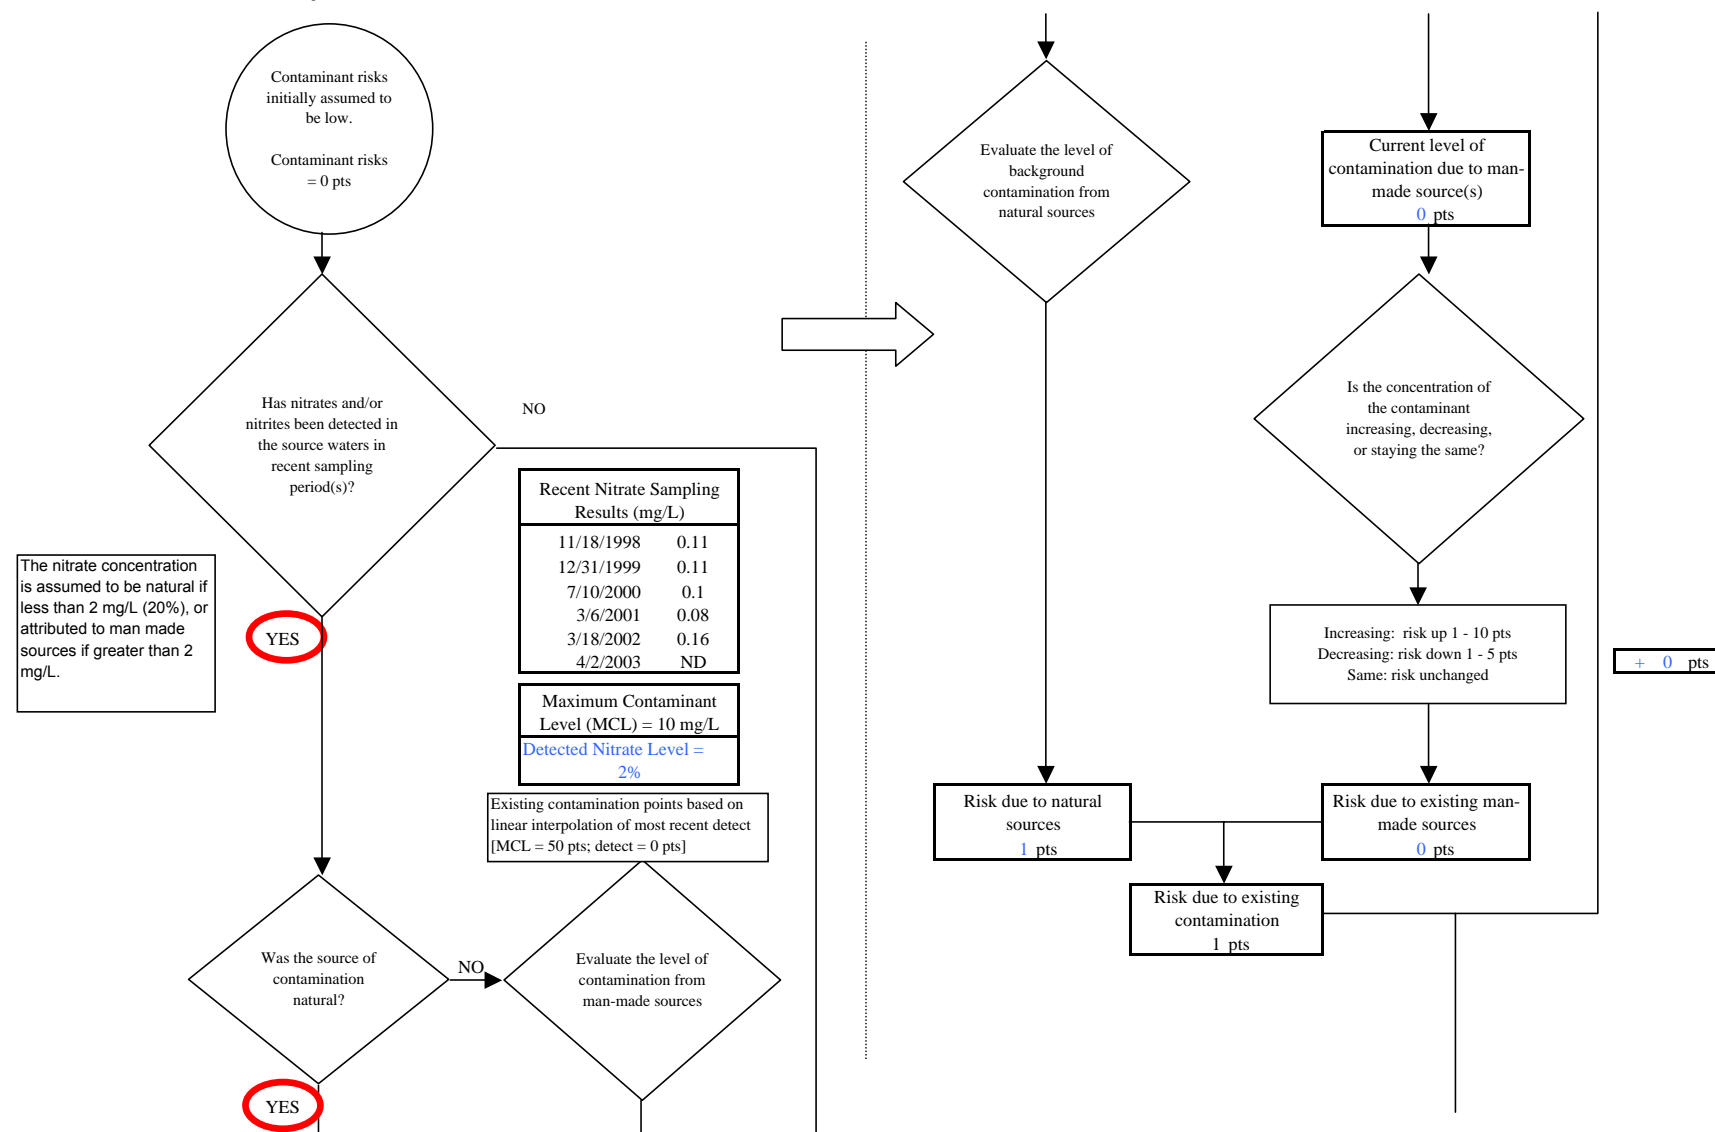 Contaminant risks
initially assumed to
be low.
Contaminant risks
= 0 pts
Has nitrates and/or
nitrites been detected in
the source waters in
recent sampling
period(s)?
NO
The nitrate concentration
is assumed to be natural if
less than 2 mg/L (20%), or
attributed to man made
sources if greater than 2
mg/L.
YES
Recent Nitrate Sampling
Results (mg/L)
11/18/1998 0.11
12/31/1999 0.11
7/10/2000 0.1
3/6/2001 0.08
3/18/2002 0.16
4/2/2003 ND
Maximum Contaminant
Level (MCL) = 10 mg/L
Detected Nitrate Level =
2%
Existing contamination points based on
linear interpolation of most recent detect
[MCL = 50 pts; detect = 0 pts]
Was the source of
contamination
natural?
NO
Evaluate the level of
contamination from
man-made sources
YES
Evaluate the level of
background
contamination from
natural sources
Current level of
contamination due to man-
made source(s)
0 pts
Is the concentration of
the contaminant
increasing, decreasing,
or staying the same?
Increasing: risk up 1 - 10 pts
Decreasing: risk down 1 - 5 pts
Same: risk unchanged
+ 0 pts
Risk due to natural
sources
1 pts
Risk due to existing man-
made sources
0 pts
Risk due to existing
contamination
1 pts